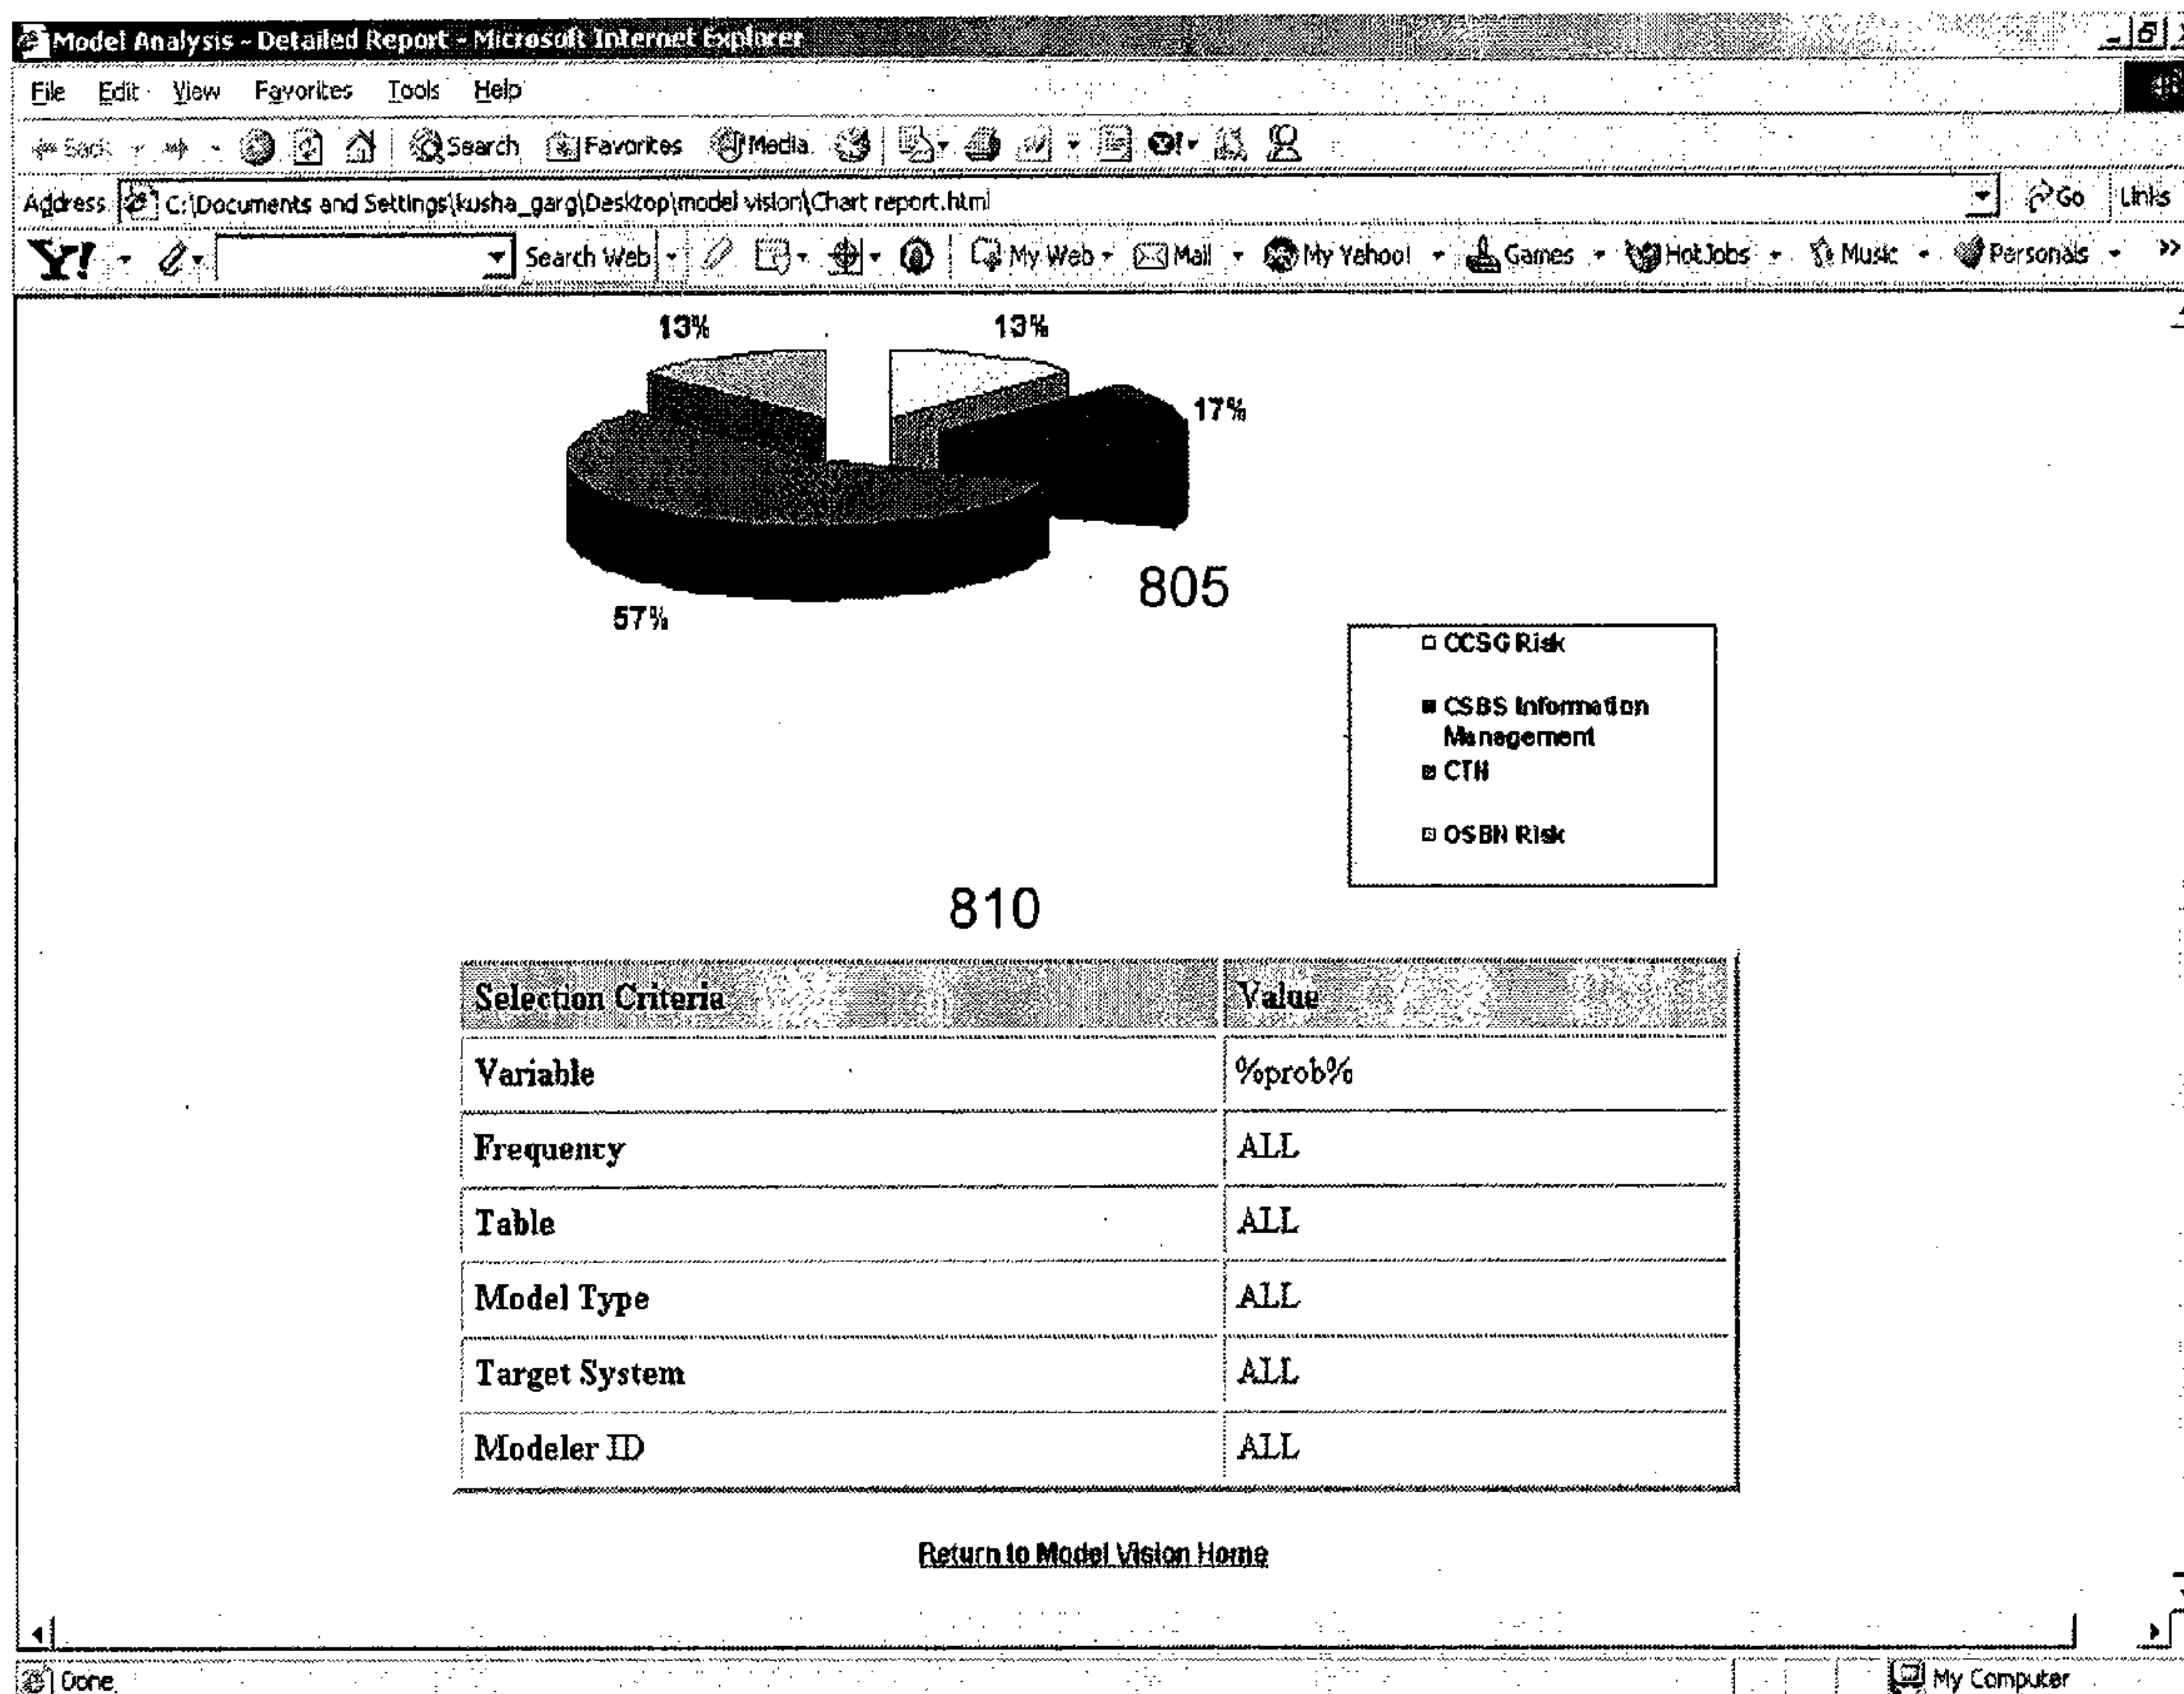 Model Analysis - Detailed Report - Microsoft Internet Explorer
File Edit View Favorites Tools Help
Back Search Favorites Media
Address C:\Documents and Settings\kusha_garg\Desktop\model vision\Chart report.html Go Links
Y! Search Web My Web Mail My Yahoo! Games HotJobs Music Personals »
13% 13%
17%
57%
805
CCSG Risk
CSBS Information
Management
CTN
OSBN Risk
810
Selection Criteria Value
Variable %prob%
Frequency ALL
Table ALL
Model Type ALL
Target System ALL
Modeler ID ALL
Return to Model Vision Home
Done My Computer